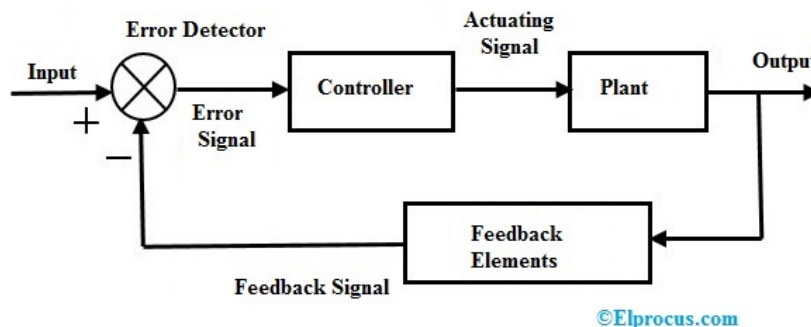 Error Detector
Actuating
Signal
Input
Output
Controller
Plant
+
Error
Signal
−
Feedback
Elements
Feedback Signal
©Elprocus.com